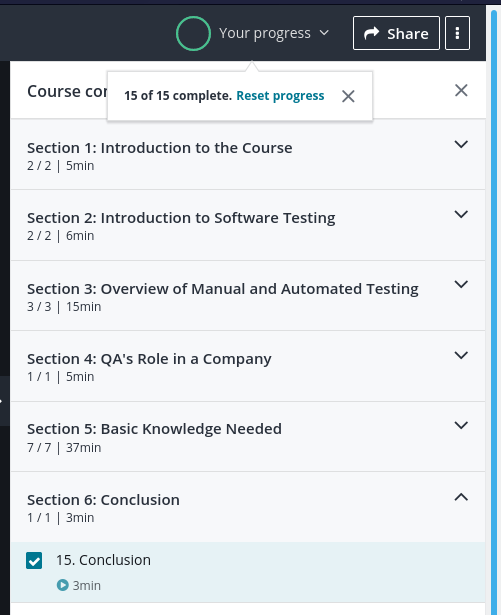 Your progress
Share
Course cor
15 of 15 complete. Reset progress
Section 1: Introduction to the Course
2 / 2 | 5min
Section 2: Introduction to Software Testing
2 / 2 | 6min
Section 3: Overview of Manual and Automated Testing
3 / 3 | 15min
Section 4: QA's Role in a Company
1 / 1 | 5min
Section 5: Basic Knowledge Needed
7 / 7 | 37min
Section 6: Conclusion
1 / 1 | 3min
15. Conclusion
3min